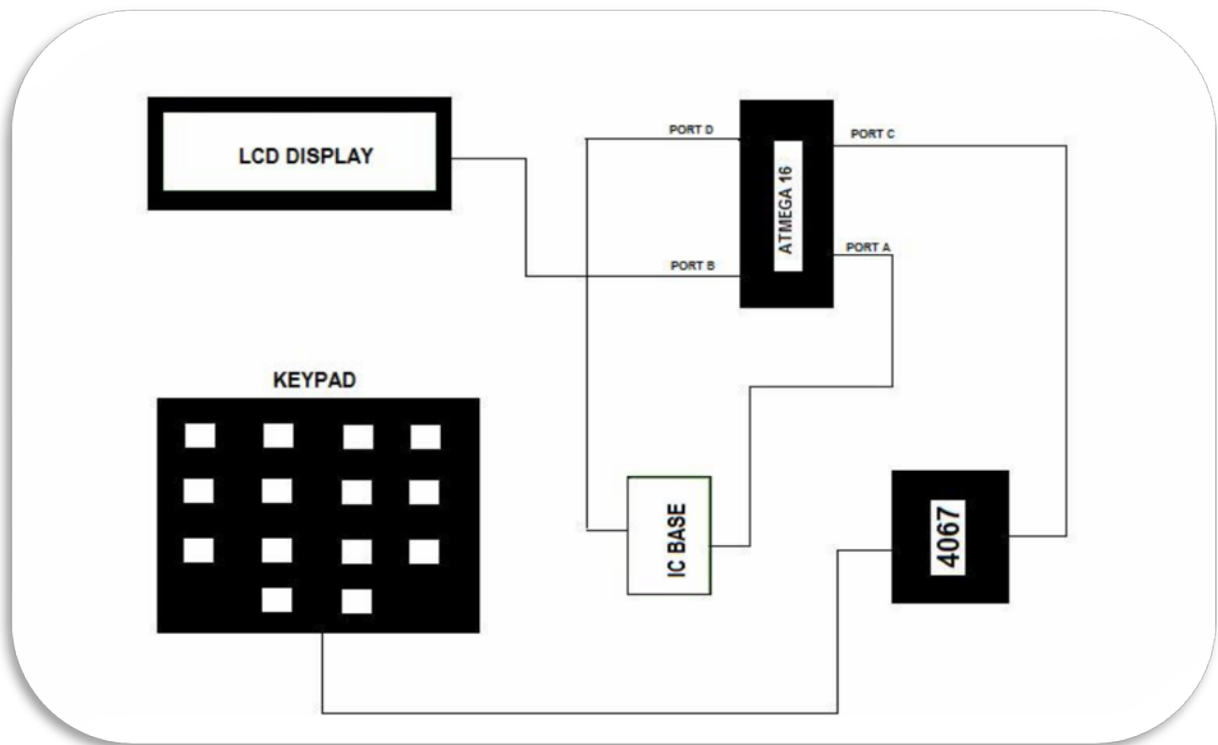 PORT D
PORT C
LCD DISPLAY
ATMEGA 16
PORT A
PORT B
KEYPAD
IC BASE
4067